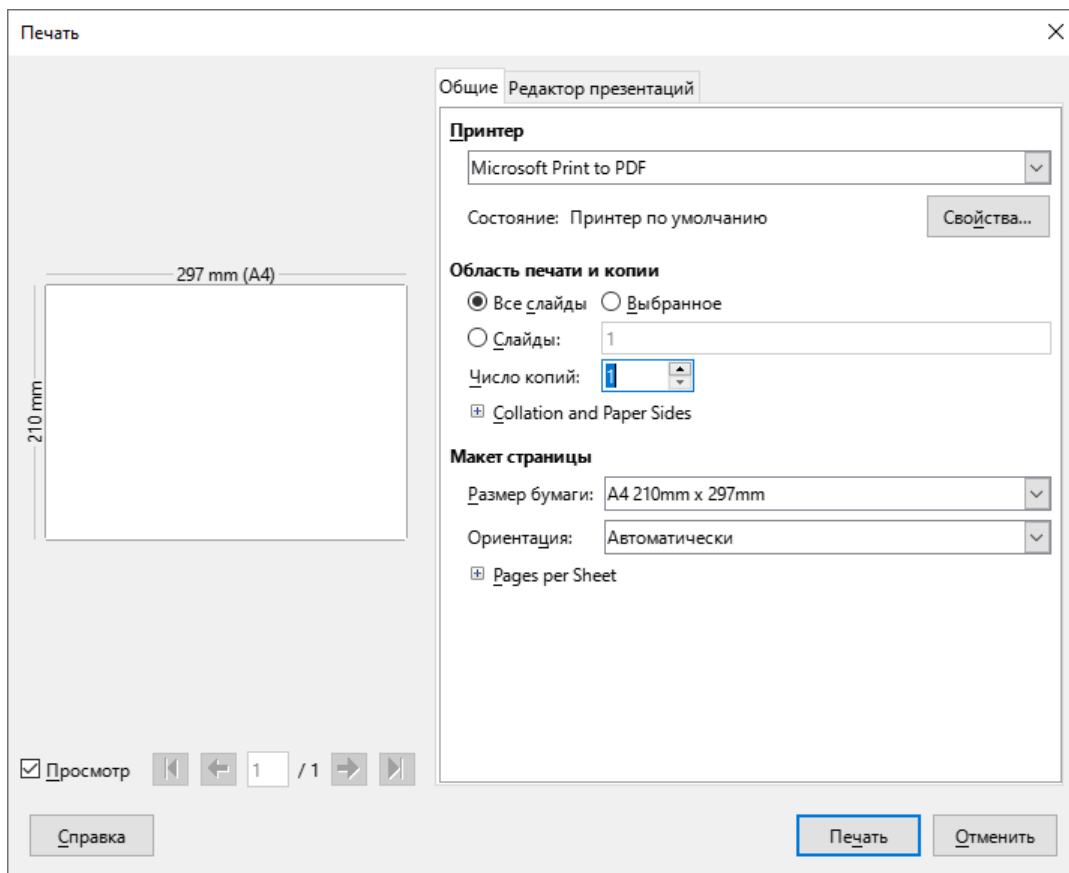 Печать
Общие Редактор презентаций
Принтер
Microsoft Print to PDF
Состояние: Принтер по умолчанию Свойства...
297 mm (A4)
210 mm
Область печати и копии
Все слайды Выбранное
Слайды: 1
Число копий: 1
Collation and Paper Sides
Макет страницы
Размер бумаги: A4 210mm x 297mm
Ориентация: Автоматически
Pages per Sheet
Просмотр 1 / 1
Справка Печать Отменить